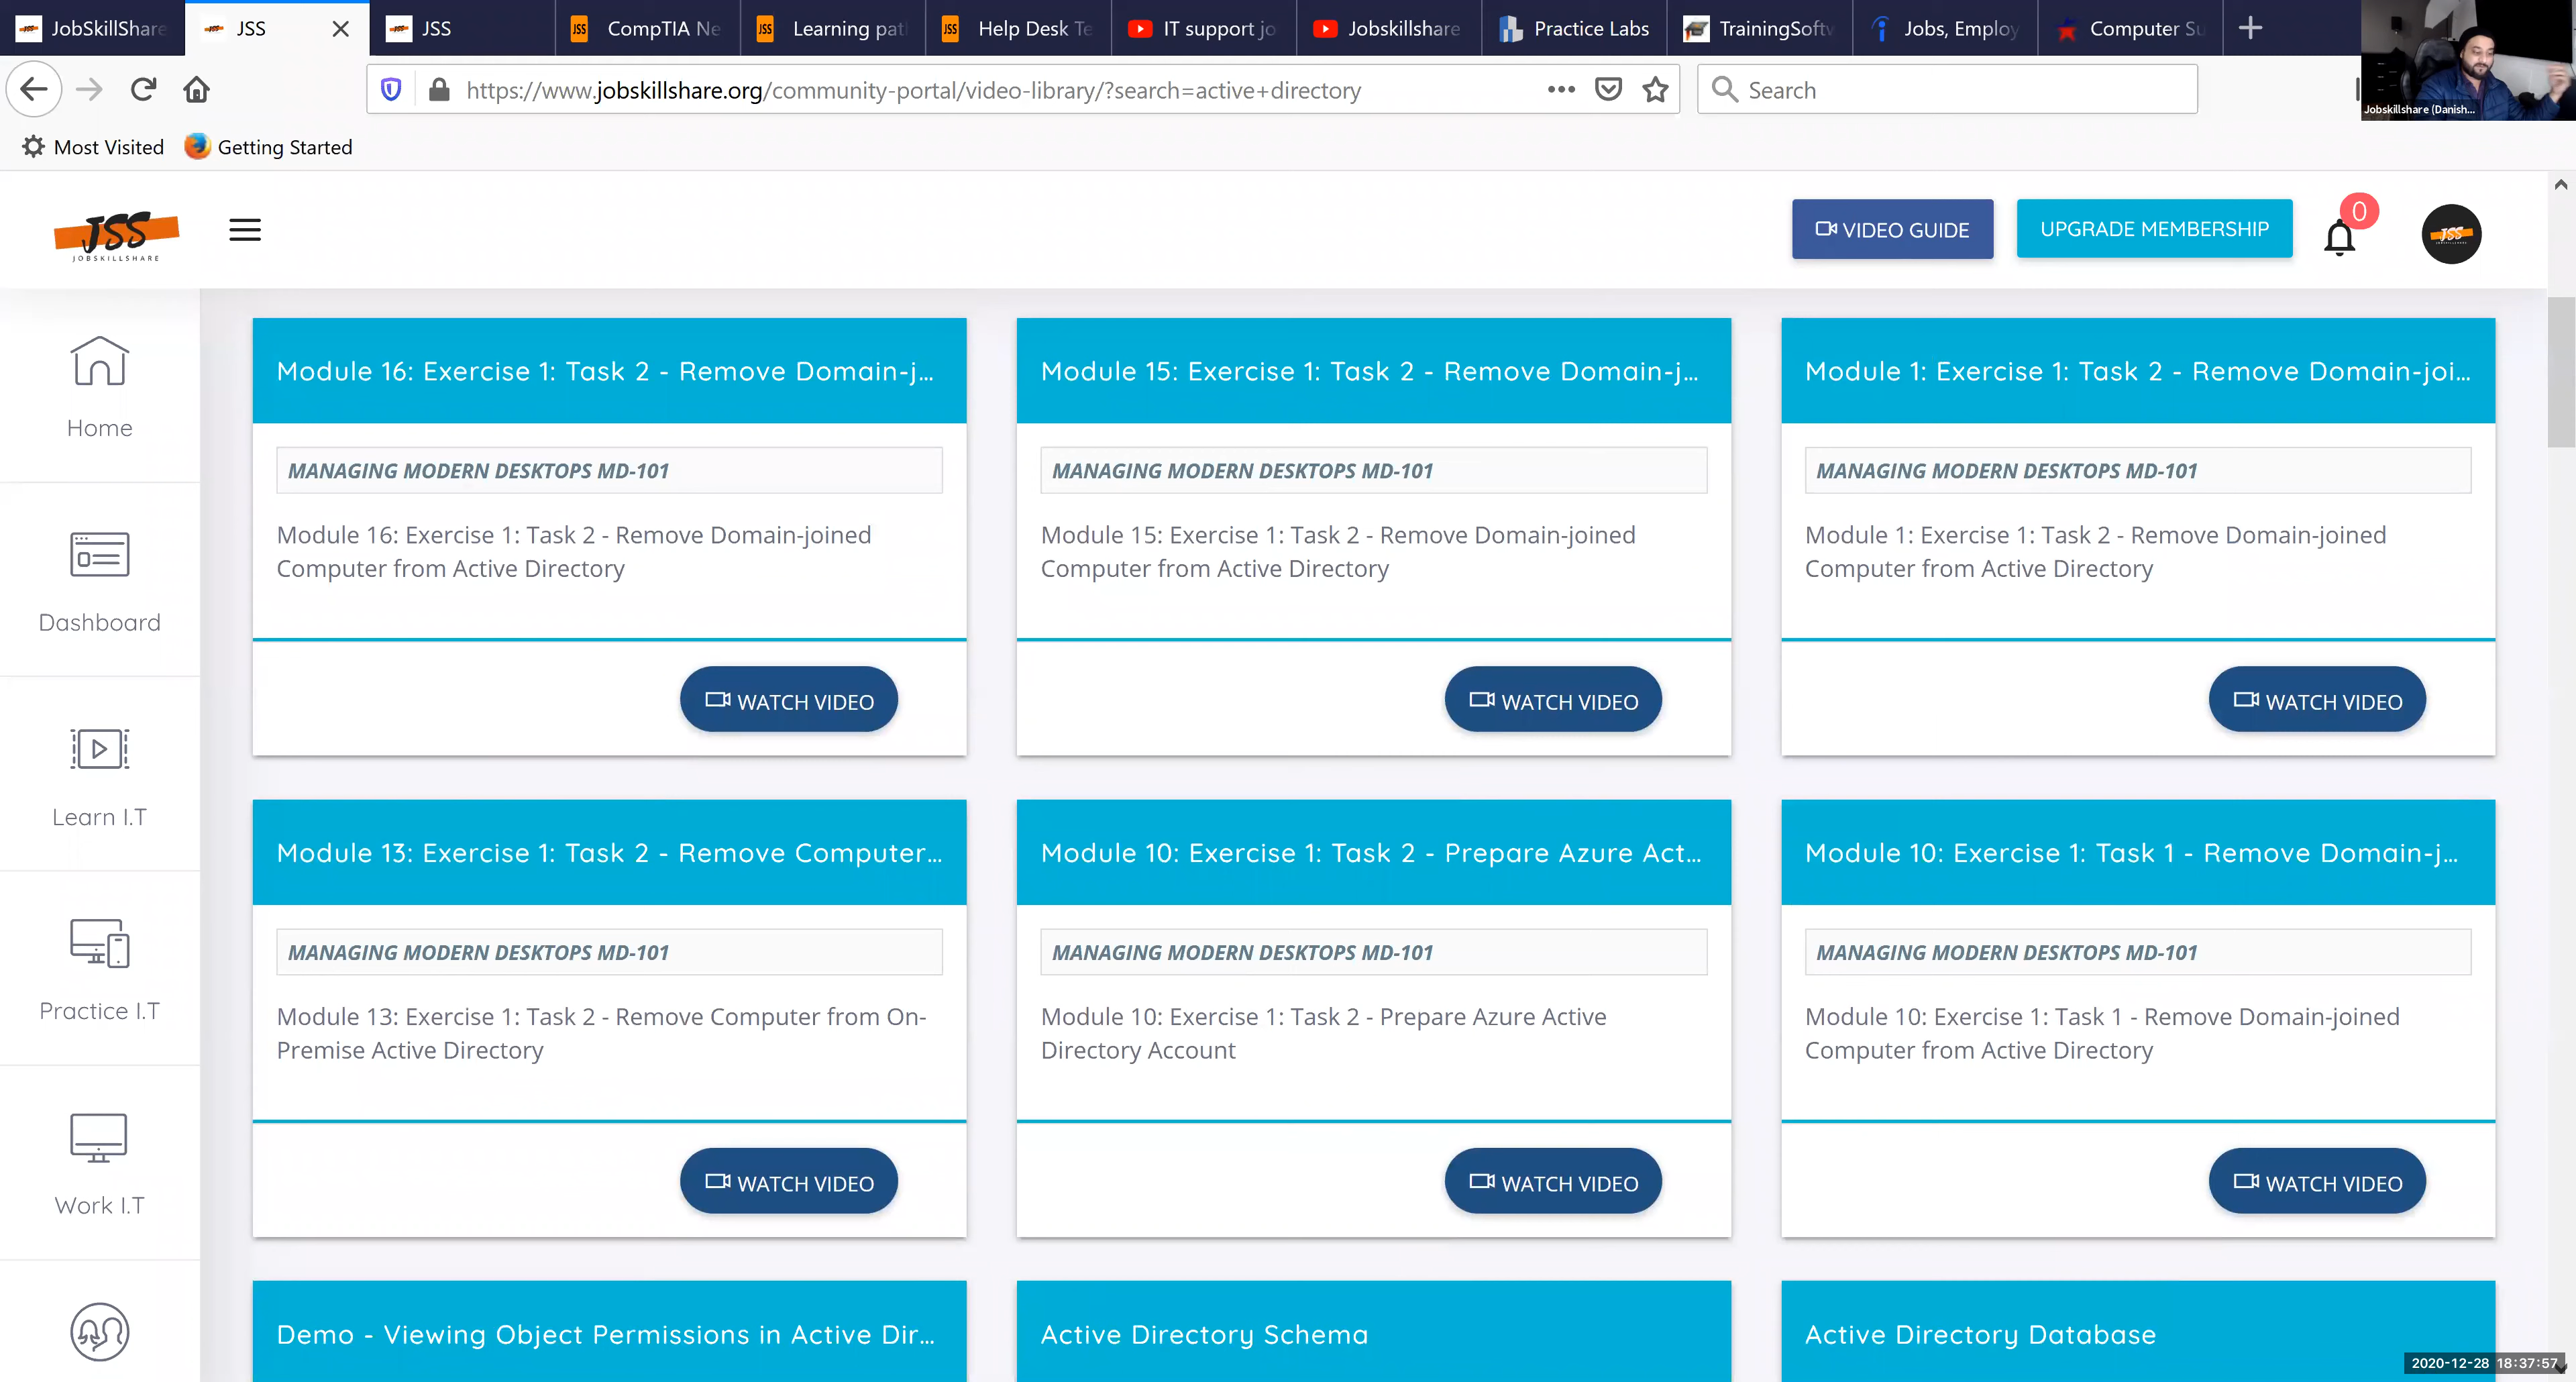 JobSkillShare
JSS
JSS
CompTIA Ne
Learning pat
Help Desk Te
IT support jo
Jobskillshare
Practice Labs
TrainingSoftw
Jobs, Employ
Computer Su
https://www.jobskillshare.org/community-portal/video-library/?search=active+directory
Search
Jobskillshare (Danish...
Most Visited
Getting Started
JSS
JOBSKILLSHARE
VIDEO GUIDE
UPGRADE MEMBERSHIP
0
JSS
Home
Dashboard
Learn I.T
Practice I.T
Work I.T
Module 16: Exercise 1: Task 2 - Remove Domain-j...
MANAGING MODERN DESKTOPS MD-101
Module 16: Exercise 1: Task 2 - Remove Domain-joined
Computer from Active Directory
WATCH VIDEO
Module 15: Exercise 1: Task 2 - Remove Domain-j...
MANAGING MODERN DESKTOPS MD-101
Module 15: Exercise 1: Task 2 - Remove Domain-joined
Computer from Active Directory
WATCH VIDEO
Module 1: Exercise 1: Task 2 - Remove Domain-joi...
MANAGING MODERN DESKTOPS MD-101
Module 1: Exercise 1: Task 2 - Remove Domain-joined
Computer from Active Directory
WATCH VIDEO
Module 13: Exercise 1: Task 2 - Remove Computer...
MANAGING MODERN DESKTOPS MD-101
Module 13: Exercise 1: Task 2 - Remove Computer from On-
Premise Active Directory
WATCH VIDEO
Module 10: Exercise 1: Task 2 - Prepare Azure Act...
MANAGING MODERN DESKTOPS MD-101
Module 10: Exercise 1: Task 2 - Prepare Azure Active
Directory Account
WATCH VIDEO
Module 10: Exercise 1: Task 1 - Remove Domain-j...
MANAGING MODERN DESKTOPS MD-101
Module 10: Exercise 1: Task 1 - Remove Domain-joined
Computer from Active Directory
WATCH VIDEO
Demo - Viewing Object Permissions in Active Dir...
Active Directory Schema
Active Directory Database
2020-12-28 18:37:57